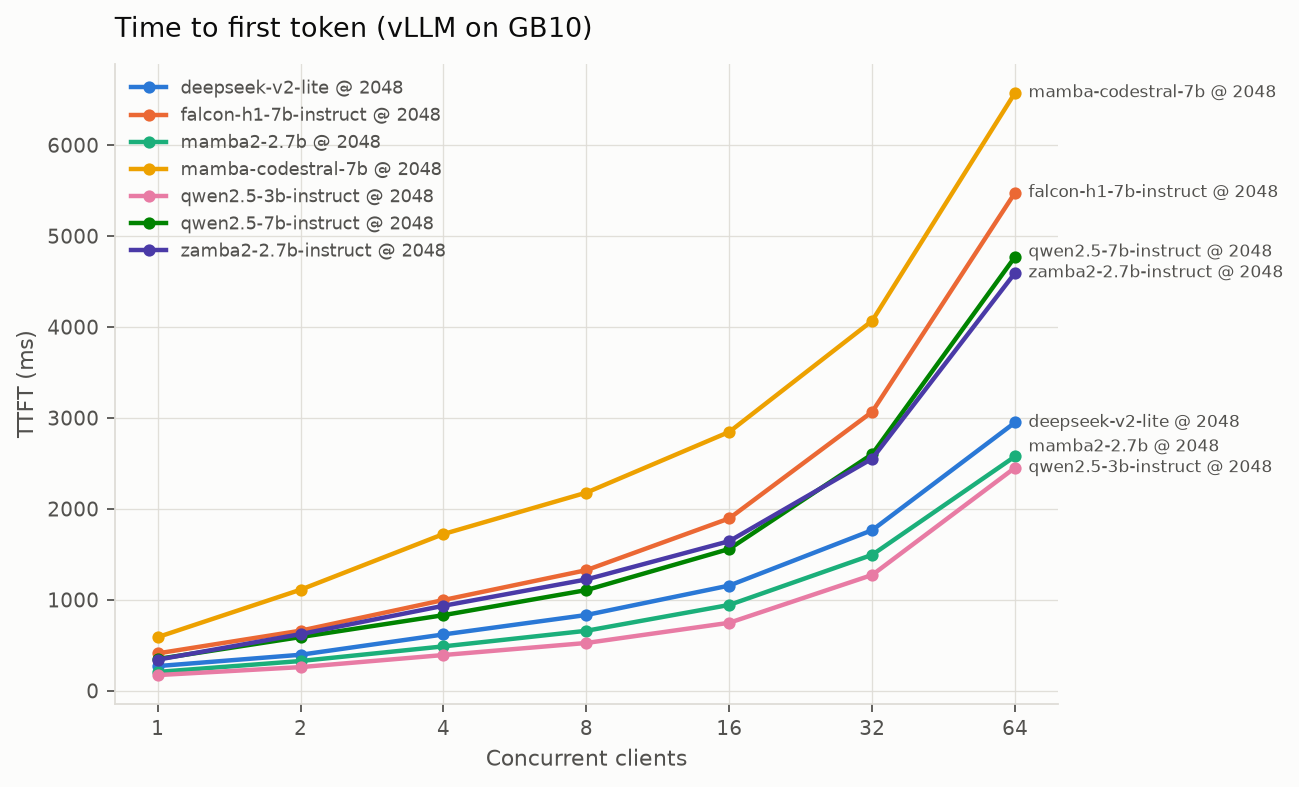 Time to first token (vLLM on GB10)
deepseek-v2-lite @ 2048
falcon-h1-7b-instruct @ 2048
mamba2-2.7b @ 2048
mamba-codestral-7b @ 2048
qwen2.5-3b-instruct @ 2048
qwen2.5-7b-instruct @ 2048
zamba2-2.7b-instruct @ 2048
mamba-codestral-7b @ 2048
falcon-h1-7b-instruct @ 2048
qwen2.5-7b-instruct @ 2048
zamba2-2.7b-instruct @ 2048
deepseek-v2-lite @ 2048
mamba2-2.7b @ 2048
qwen2.5-3b-instruct @ 2048
TTFT (ms)
6000
5000
4000
3000
2000
1000
0
1 2 4 8 16 32 64
Concurrent clients